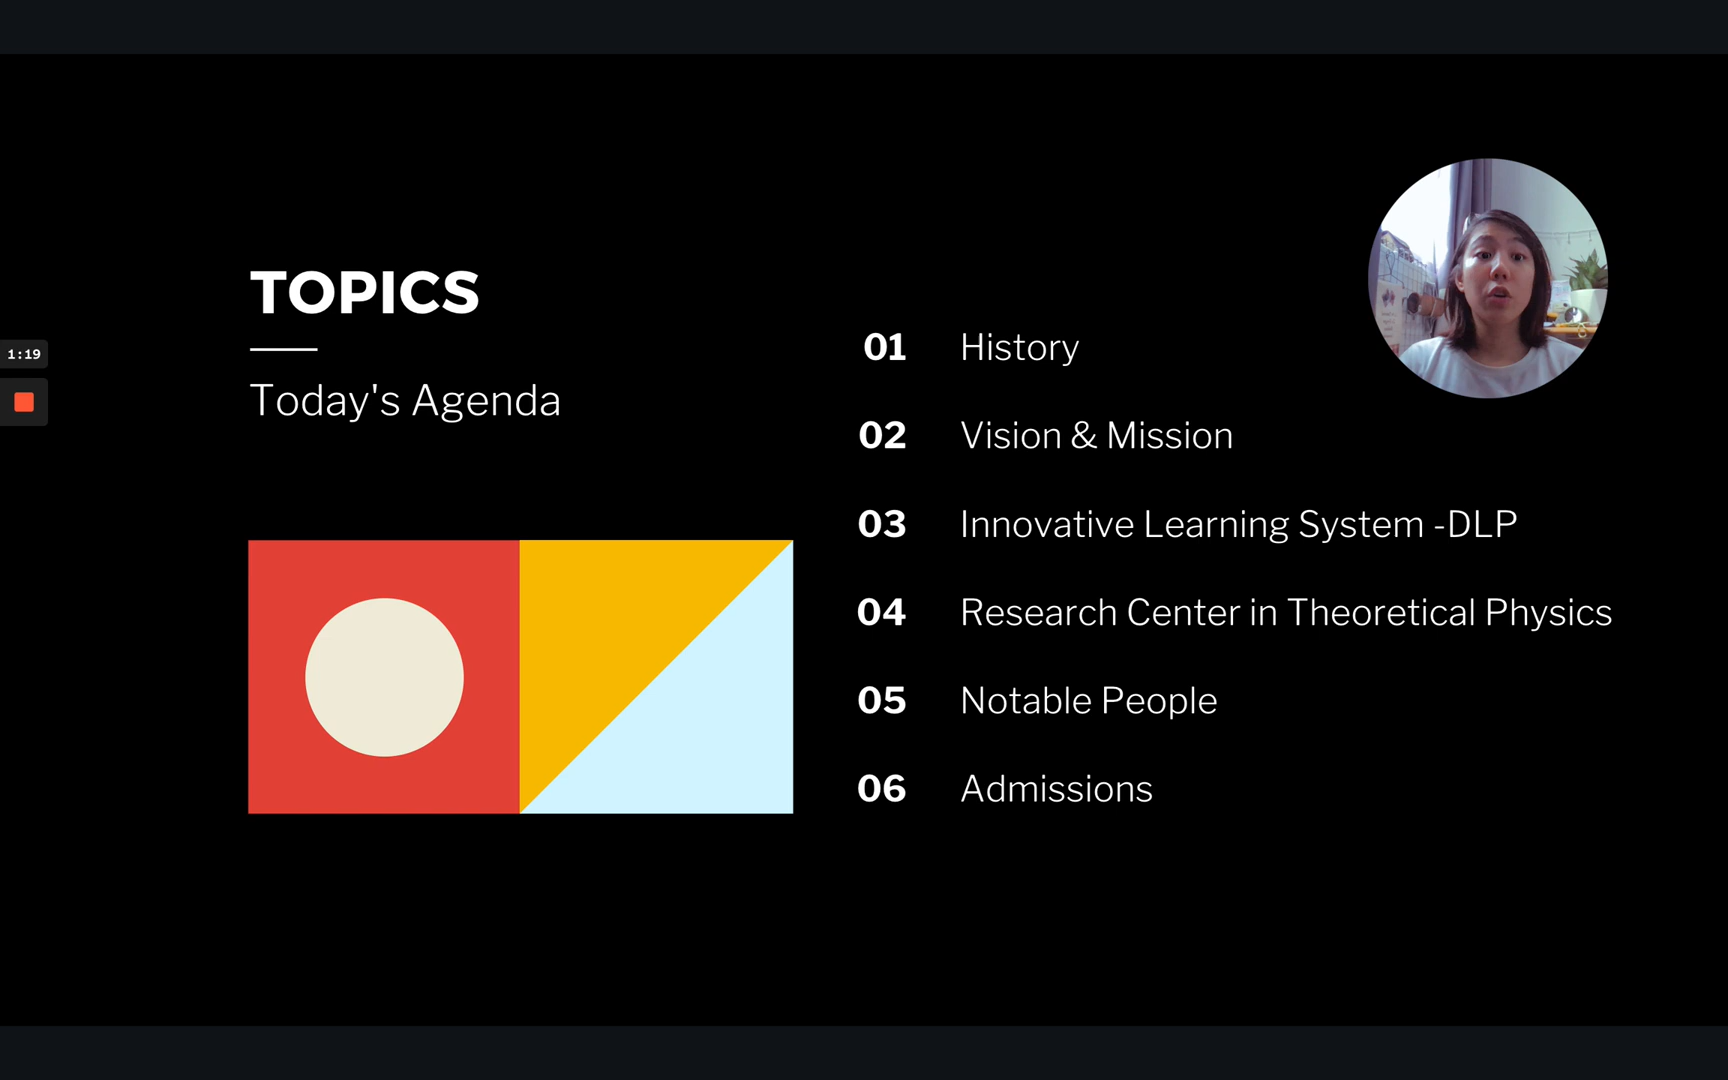 TOPICS
Today's Agenda
1:19
01 History
02 Vision & Mission
03 Innovative Learning System -DLP
04 Research Center in Theoretical Physics
05 Notable People
06 Admissions